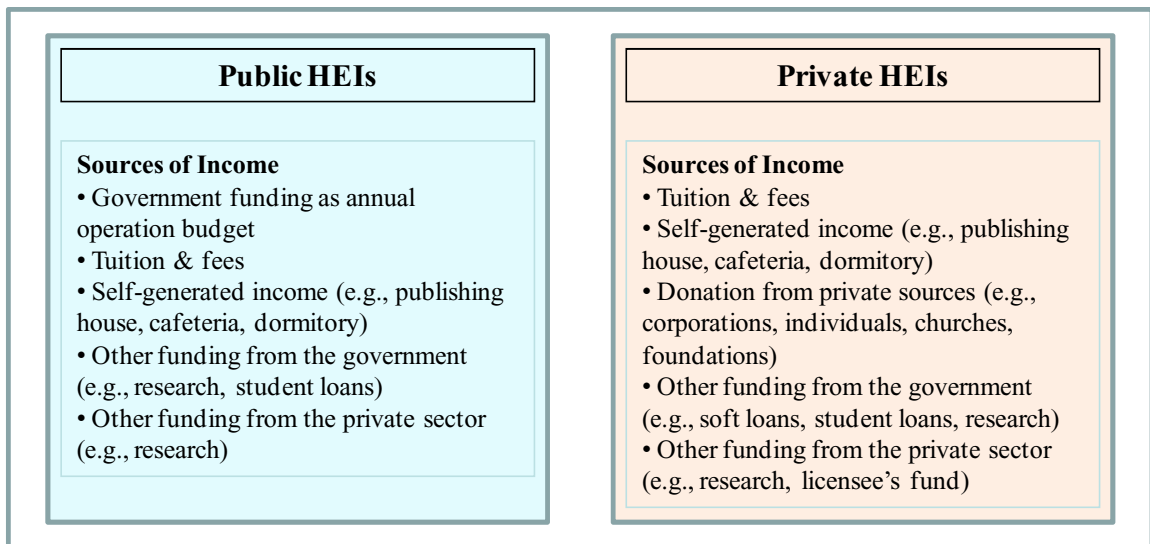 Public HEIs
Sources of Income
• Government funding as annual
operation budget
• Tuition & fees
• Self-generated income (e.g., publishing
house, cafeteria, dormitory)
• Other funding from the government
(e.g., research, student loans)
• Other funding from the private sector
(e.g., research)
Private HEIs
Sources of Income
• Tuition & fees
• Self-generated income (e.g., publishing
house, cafeteria, dormitory)
• Donation from private sources (e.g.,
corporations, individuals, churches,
foundations)
• Other funding from the government
(e.g., soft loans, student loans, research)
• Other funding from the private sector
(e.g., research, licensee’s fund)